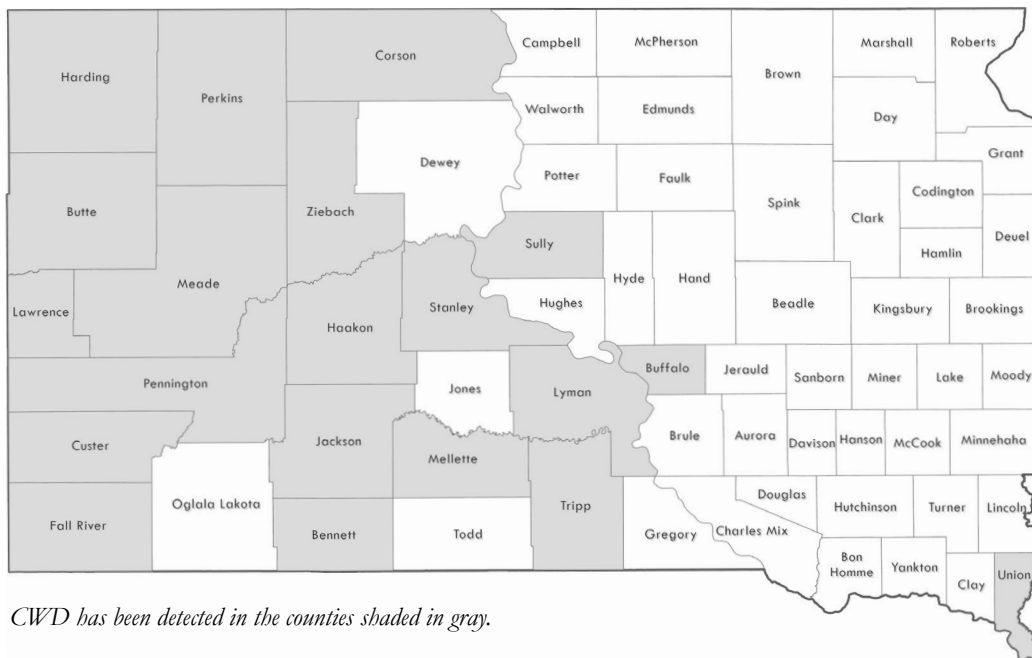 Campbell
McPherson
Marshall
Roberts
Corson
Harding
Brown
Perkins
Walworth
Edmunds
Day
Grant
Dewey
Potter
Faulk
Codington
Butte
Ziebach
Spink
Clark
Sully
Deuel
Hamlin
Meade
Hyde
Hand
Lawrence
Stanley
Hughes
Beadle
Kingsbury
Brookings
Haakon
Buffalo
Jerauld
Pennington
Jones
Lyman
Sanborn
Miner
Lake
Moody
Custer
Jackson
Brule
Aurora
Davison
Hanson
McCook
Minnehaha
Mellette
Oglala Lakota
Tripp
Douglas
Hutchinson
Turner
Lincoln
Fall River
Bennett
Todd
Gregory
Charles Mix
Bon
Homme
Yankton
Clay
Union
CWD has been detected in the counties shaded in gray.